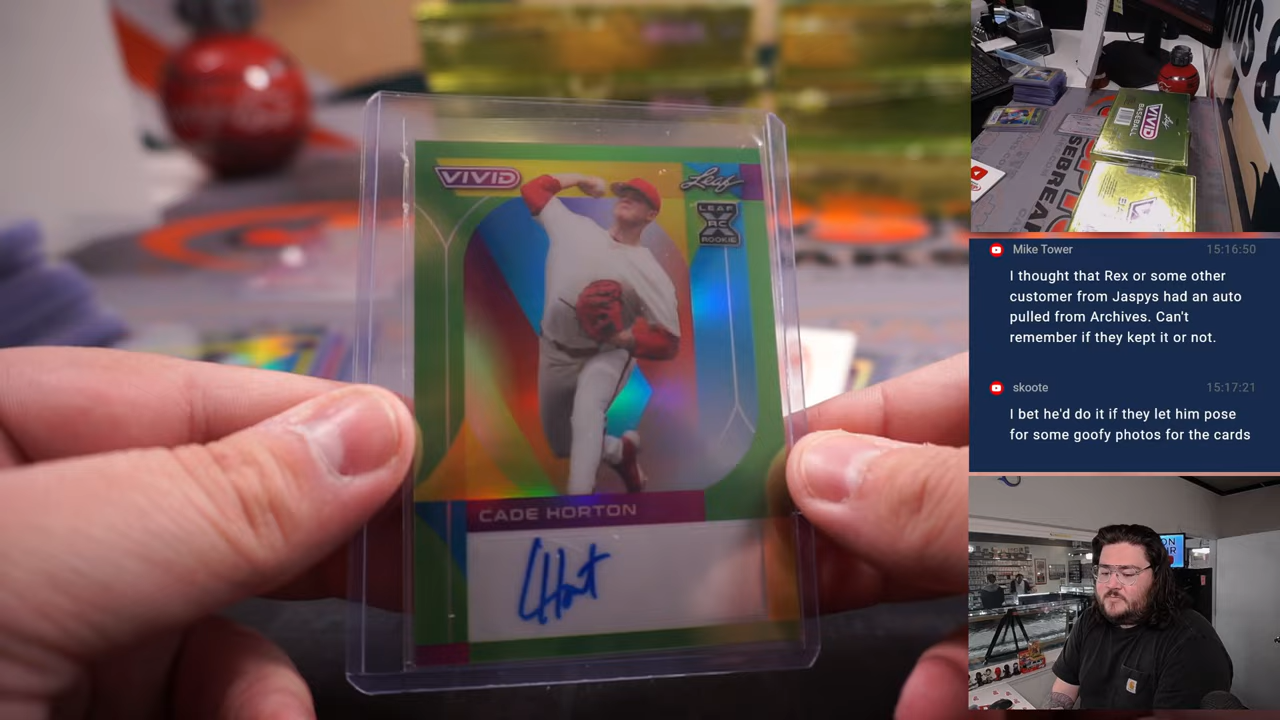 VIVID
Leaf
LEAF
X
RC
ROOKIE
CADE HORTON
CHort
Leaf
VIVID
BASEBALL
Mike Tower 15:16:50
I thought that Rex or some other
customer from Jaspys had an auto
pulled from Archives. Can't
remember if they kept it or not.
skoote 15:17:21
I bet he'd do it if they let him pose
for some goofy photos for the cards
ON